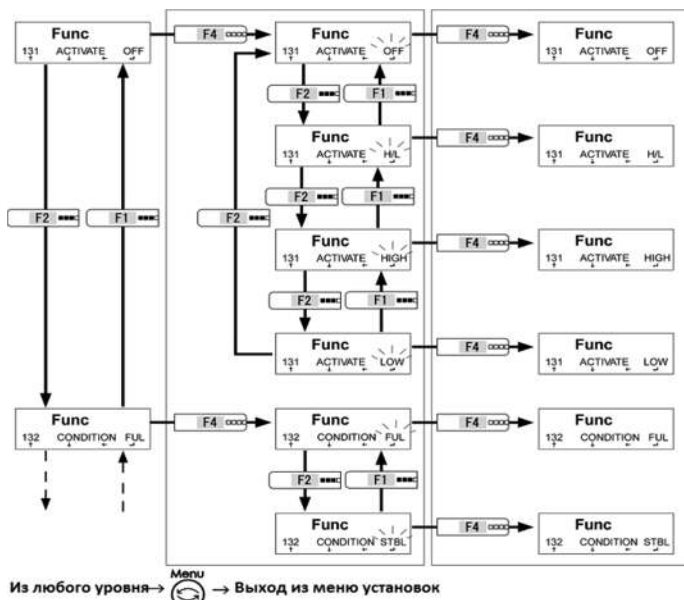 Func
131 ACTIVATE OFF
F4
Func
131 ACTIVATE OFF
F4
Func
131 ACTIVATE OFF
F2
F1
Func
131 ACTIVATE H/L
F4
Func
131 ACTIVATE H/L
F2
F1
F2
F2
F1
Func
131 ACTIVATE HIGH
F4
Func
131 ACTIVATE HIGH
F2
F1
Func
131 ACTIVATE LOW
F4
Func
131 ACTIVATE LOW
Func
132 CONDITION FUL
F4
Func
132 CONDITION FUL
F4
Func
132 CONDITION FUL
F2
F1
Func
132 CONDITION STBL
F4
Func
132 CONDITION STBL
Menu
Из любого уровня→ → Выход из меню установок